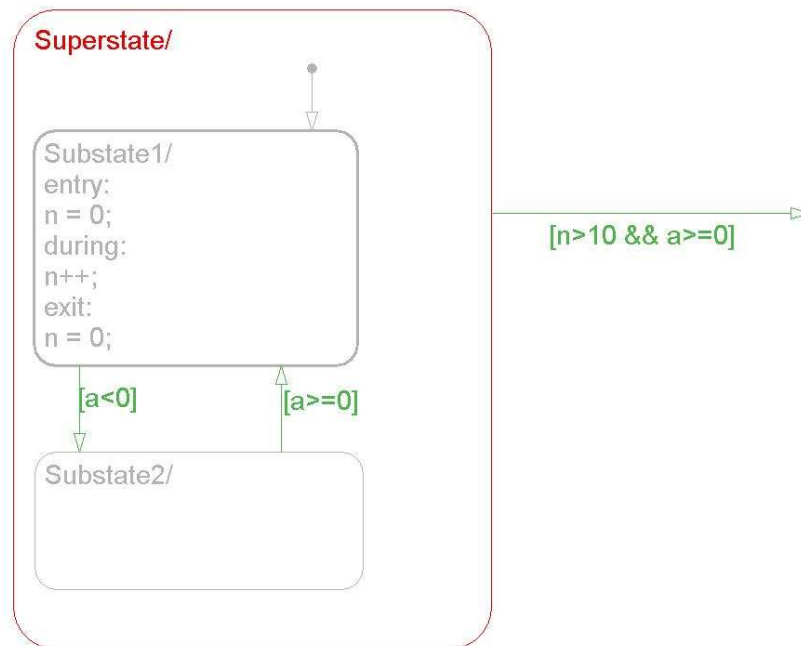 Superstate/
Substate1/
entry:
n = 0;
during:
n++;
exit:
n = 0;
[n>10 && a>=0]
[a<0]
[a>=0]
Substate2/